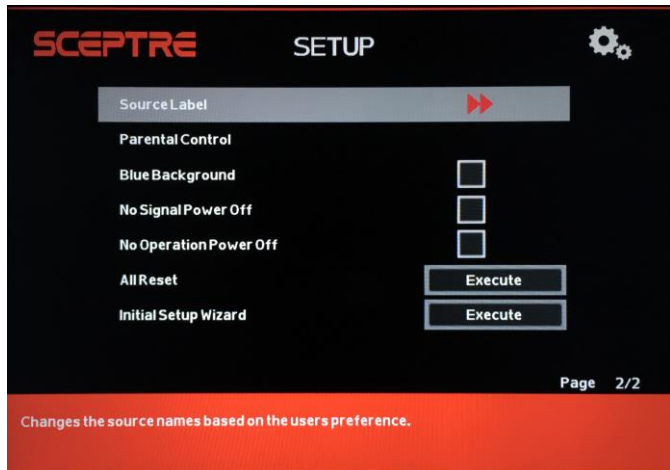 SCEPTRE SETUP
Source Label
Parental Control
Blue Background
No Signal Power Off
No Operation Power Off
All Reset Execute
Initial Setup Wizard Execute
Page 2/2
Changes the source names based on the users preference.